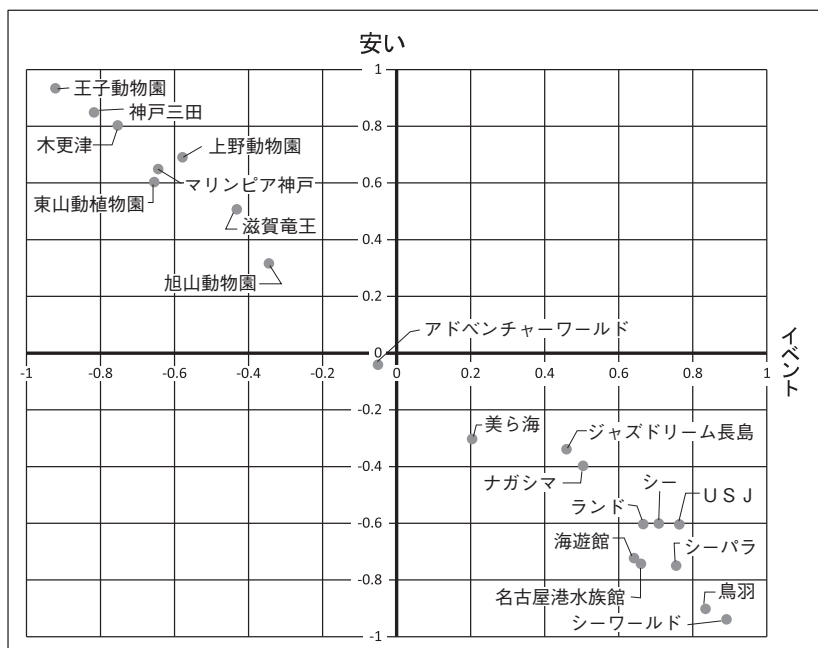 安い
1
王子動物園
神戸三田
0.8
木更津
上野動物園
マリンピア神戸
0.6
東山動植物園
滋賀竜王
0.4
旭山動物園
0.2
アドベンチャーワールド
イベント
0
-1
-0.8
-0.6
-0.4
-0.2
0
0.2
0.4
0.6
0.8
1
-0.2
美ら海
ジャズドリーム長島
-0.4
ナガシマ
シー
ランド
ＵＳＪ
-0.6
海遊館
シーパラ
-0.8
名古屋港水族館
鳥羽
シーワールド
-1